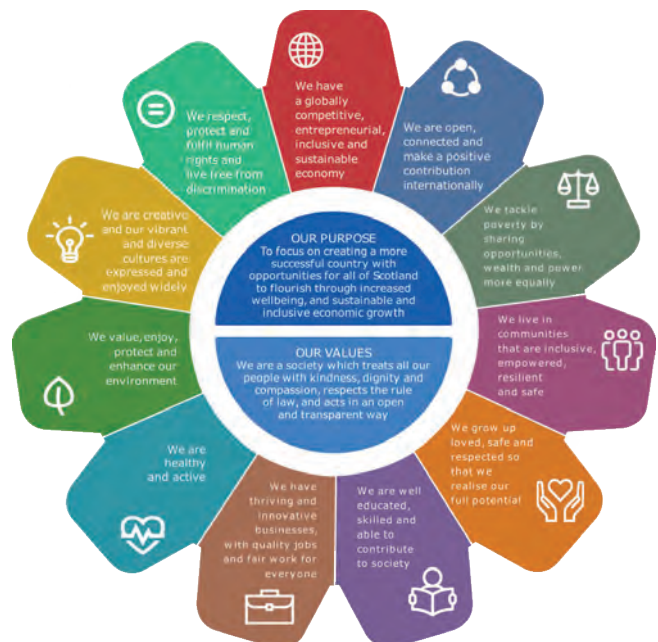 We have
a globally
competitive,
entrepreneurial,
inclusive and
sustainable
economy
We are open,
connected and
make a positive
contribution
internationally
We tackle
poverty by
sharing
opportunities,
wealth and power
more equally
We live in
communities
that are inclusive,
empowered,
resilient
and safe
We grow up
loved, safe and
respected so
that we
realise our
full potential
We are well
educated,
skilled and
able to
contribute
to society
We have
thriving and
innovative
businesses,
with quality jobs
and fair work for
everyone
We are
healthy
and active
We value, enjoy,
protect and
enhance our
environment
We are creative
and our vibrant
and diverse
cultures are
expressed and
enjoyed widely
We respect,
protect and
fulfil human
rights and
live free from
discrimination
OUR PURPOSE
To focus on creating a more
successful country with
opportunities for all of Scotland
to flourish through increased
wellbeing, and sustainable and
inclusive economic growth
OUR VALUES
We are a society which treats all our
people with kindness, dignity and
compassion, respects the rule
of law, and acts in an open
and transparent way